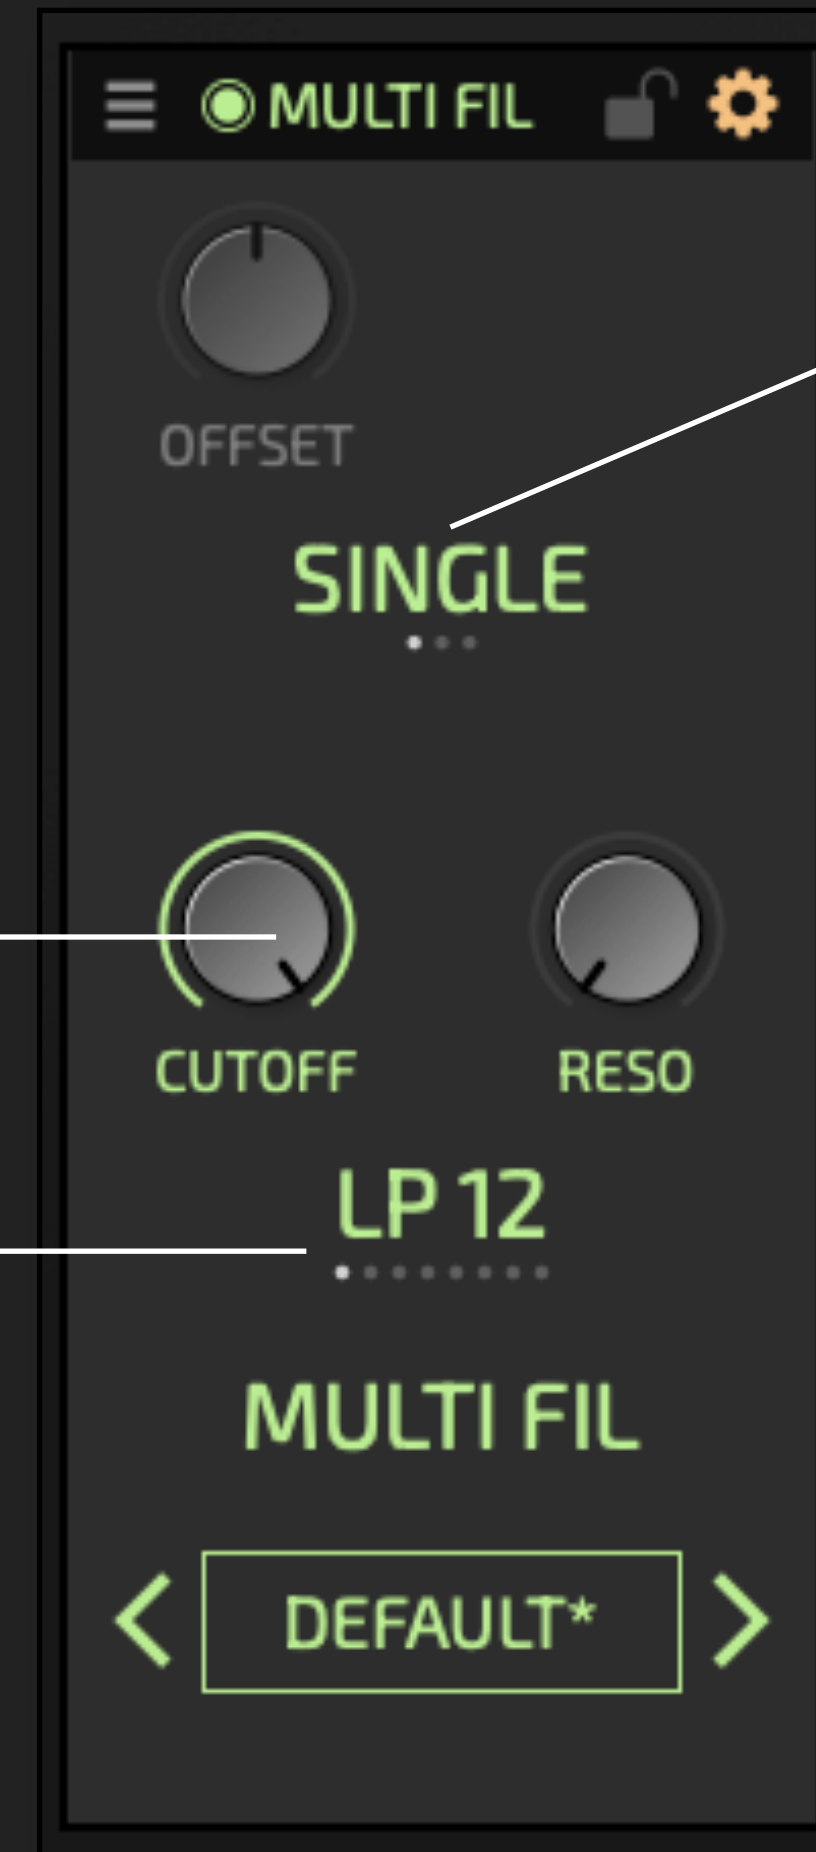 MULTI FIL
OFFSET
SINGLE
CUTOFF RESO
LP 12
MULTI FIL
DEFAULT*